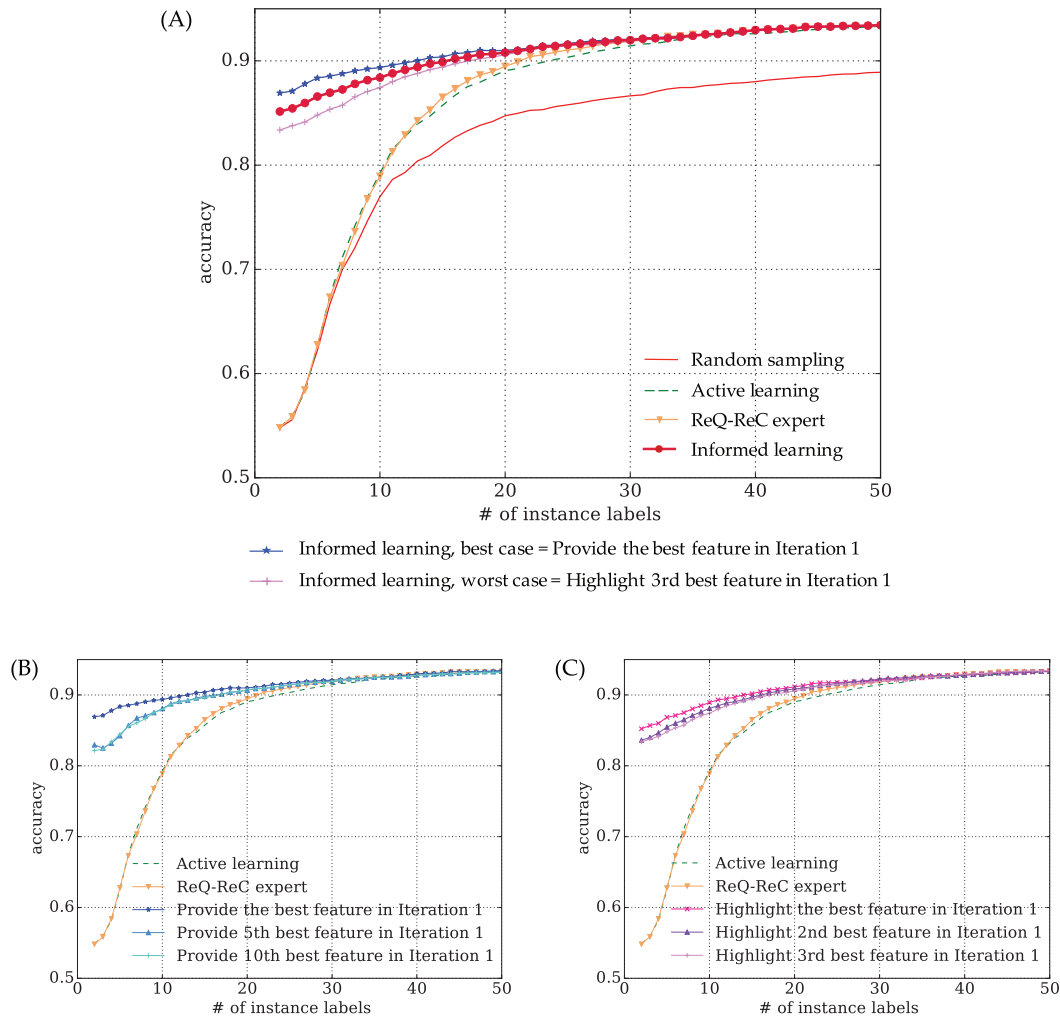 (A)
0.9
0.8
0.7
0.6
0.5
accuracy
Random sampling
Active learning
ReQ-ReC expert
Informed learning
0 10 20 30 40 50
# of instance labels
Informed learning, best case = Provide the best feature in Iteration 1
Informed learning, worst case = Highlight 3rd best feature in Iteration 1
(B)
0.9
0.8
0.7
0.6
0.5
accuracy
Active learning
ReQ-ReC expert
Provide the best feature in Iteration 1
Provide 5th best feature in Iteration 1
Provide 10th best feature in Iteration 1
0 10 20 30 40 50
# of instance labels
(C)
0.9
0.8
0.7
0.6
0.5
accuracy
Active learning
ReQ-ReC expert
Highlight the best feature in Iteration 1
Highlight 2nd best feature in Iteration 1
Highlight 3rd best feature in Iteration 1
0 10 20 30 40 50
# of instance labels